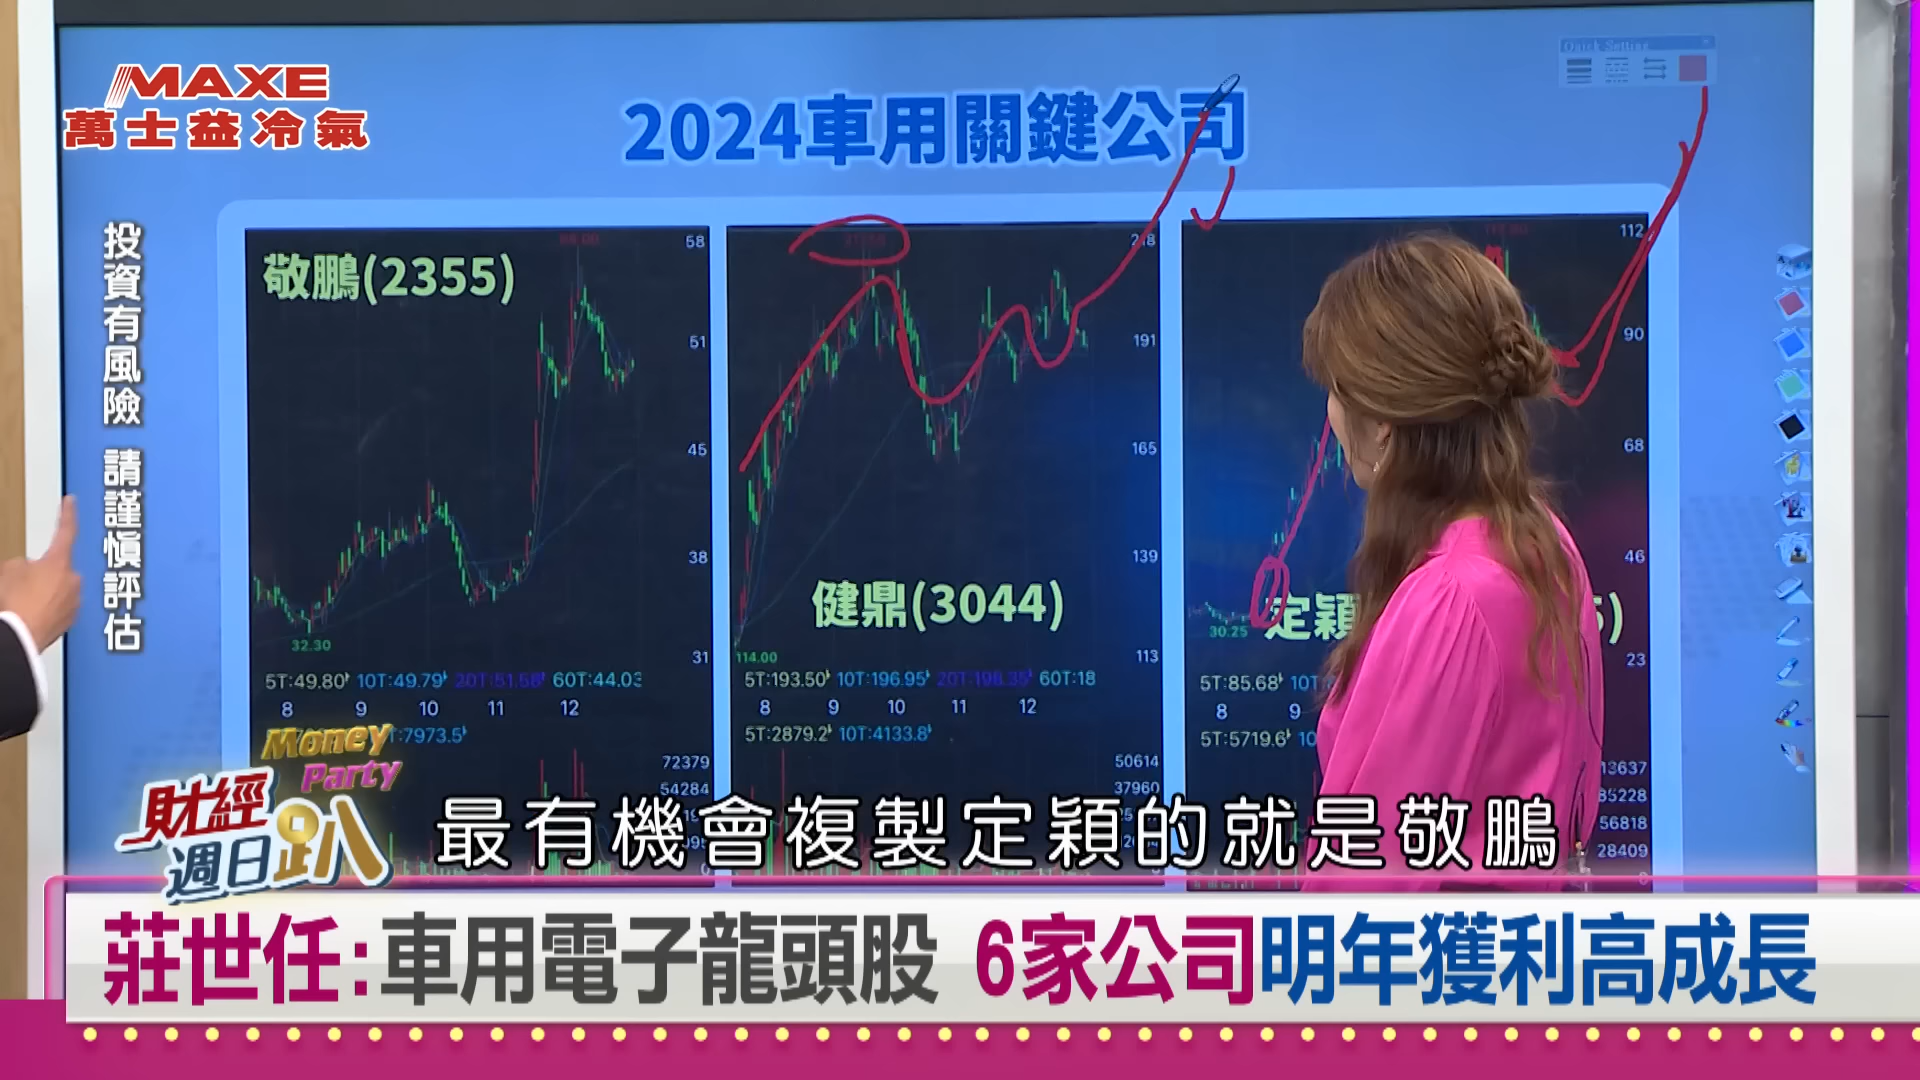 MAXE
萬士益冷氣
Quick Setting
2024車用關鍵公司
投資有風險 請謹慎評估
敬鵬(2355)
58
51
45
38
31
32.30
5T:49.80 10T:49.79 20T:51.58 60T:44.03
8 9 10 11 12
T:7973.5
72379
54284
218
191
165
139
113
健鼎(3044)
114.00
5T:193.50 10T:196.95 20T:196.35 60T:18
8 9 10 11 12
5T:2879.2 10T:4133.8
50614
37960
112
90
68
46
23
定穎
5)
30.25
5T:85.68 10T
8 9
5T:5719.6 10
13637
85228
56818
28409
Money Party
財經週日趴
最有機會複製定穎的就是敬鵬
莊世任:車用電子龍頭股 6家公司明年獲利高成長